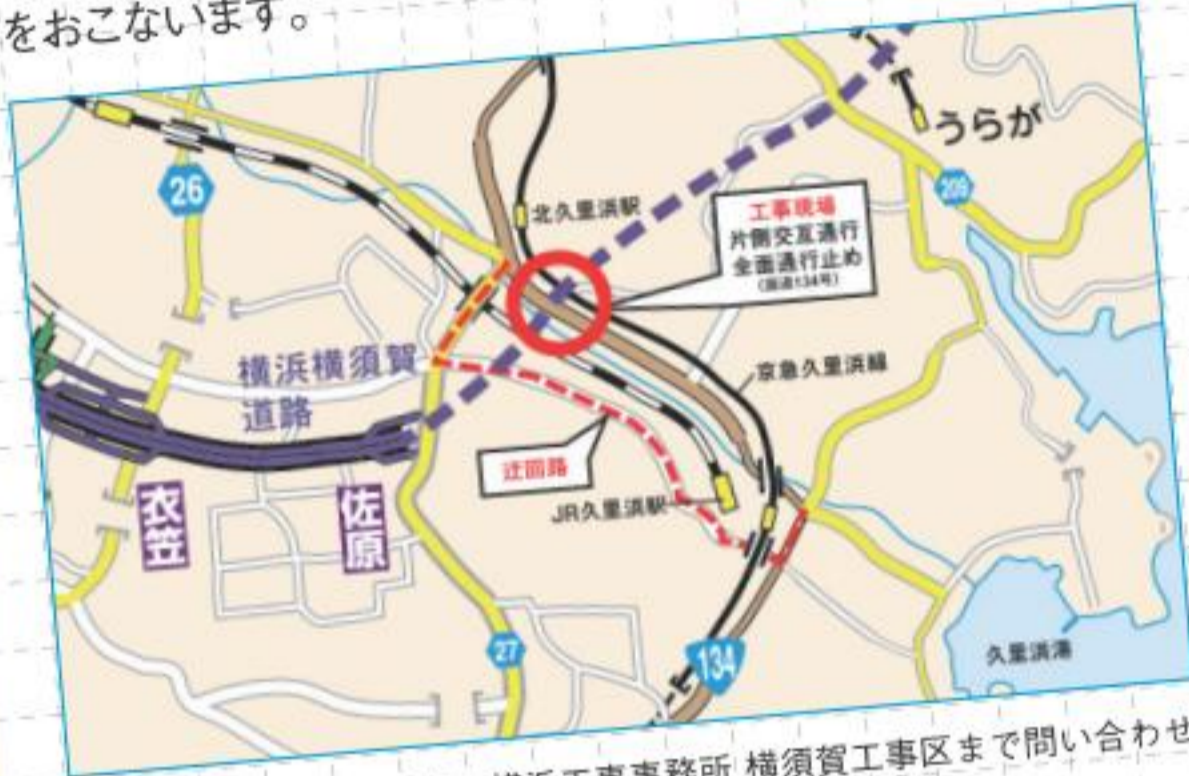 をおこないます。
うらが
26
209
北久里浜駅
工事現場
片側交互通行
全面通行止め
(国道134号)
横浜横須賀
道路
京急久里浜線
迂回路
衣笠
佐原
JR久里浜駅
27
134
久里浜湾
横浜工事事務所 横須賀工事区まで問い合わせ